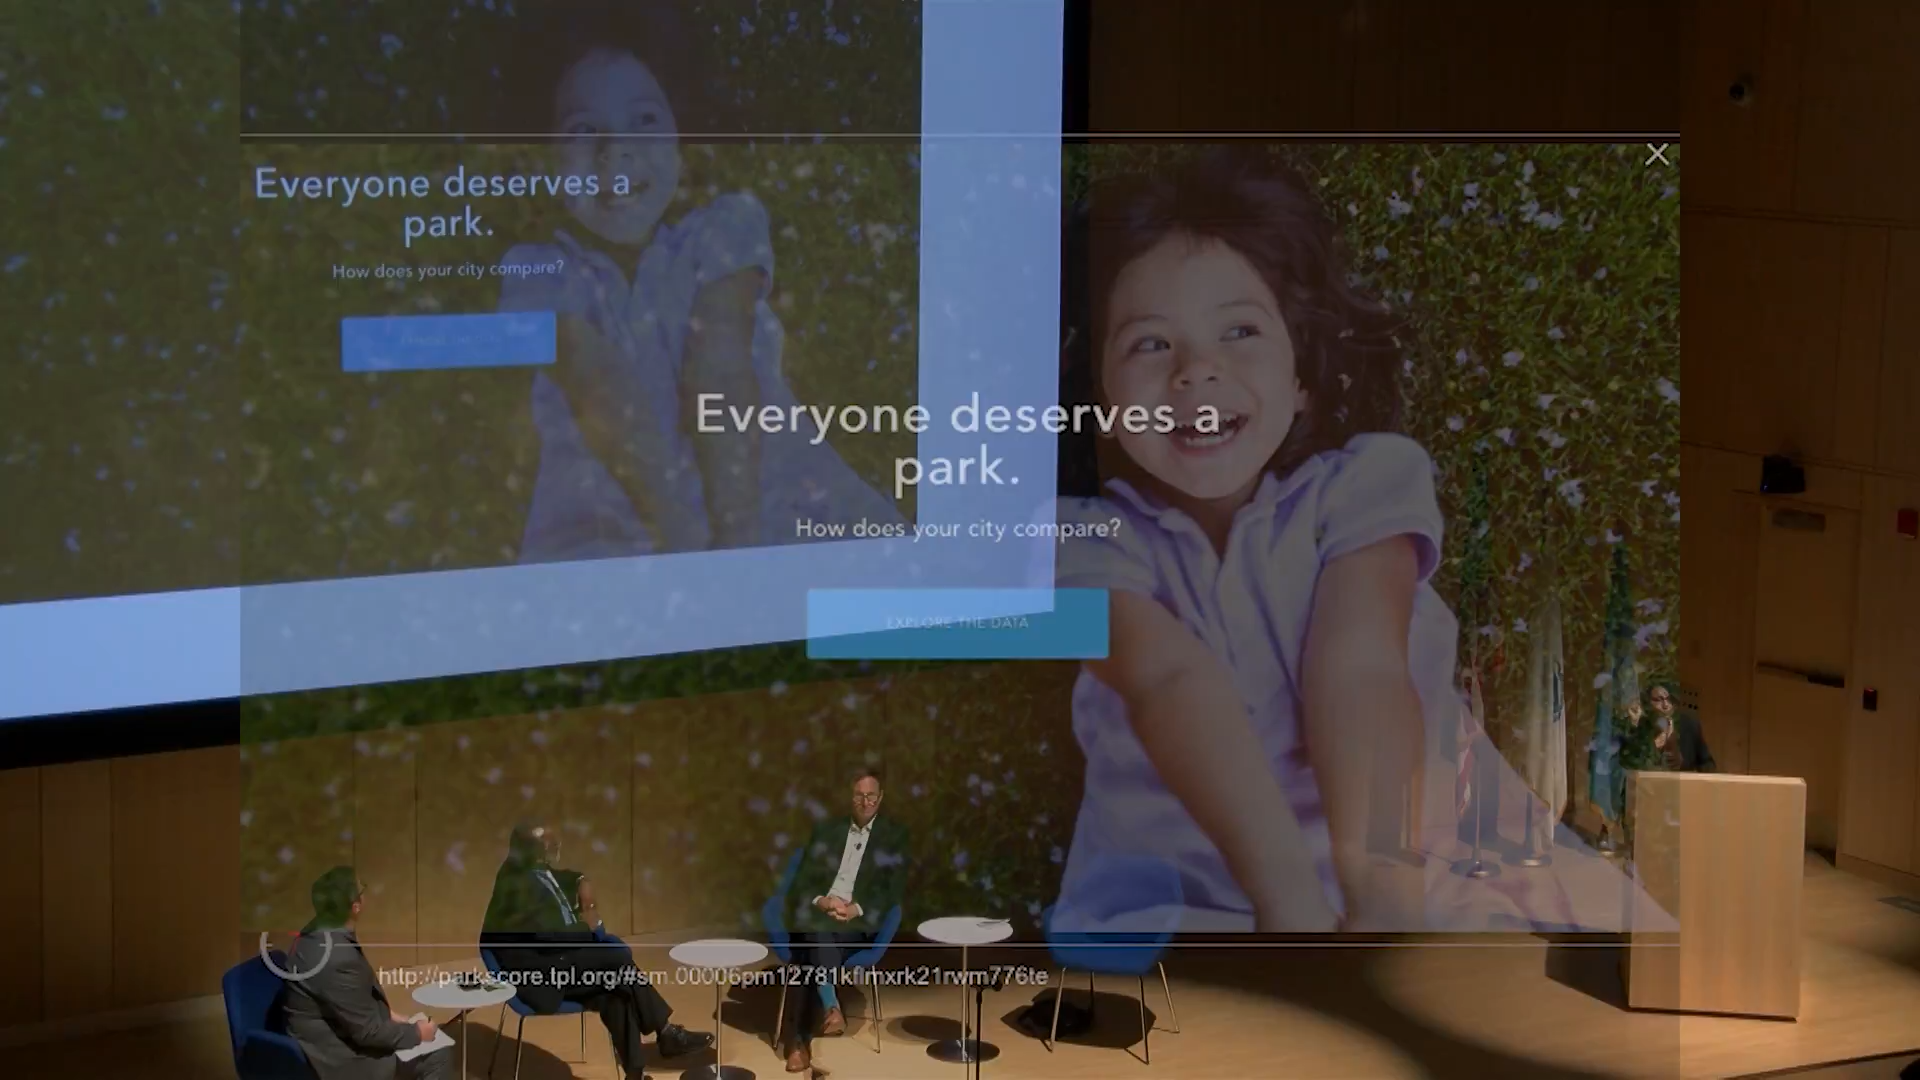 Everyone deserves a
park.
How does your city compare?
Everyone deserves a
park.
How does your city compare?
EXPLORE THE DATA
http://parkscore.tpl.org/#sm.00006pm12781kflmxrk21rwm776te